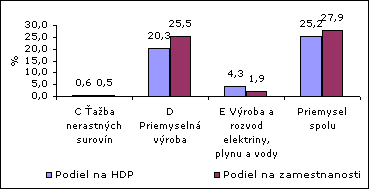 30,0
25,0
20,0
15,0
10,0
5,0
0,0
%
0,6 0,5
20,3 25,5
4,3 1,9
25,2 27,9
C Ťažba
nerastných
surovín
D
Priemyselná
výroba
E Výroba a
rozvod
elektriny,
plynu a vody
Priemysel
spolu
Podiel na HDP
Podiel na zamestnanosti